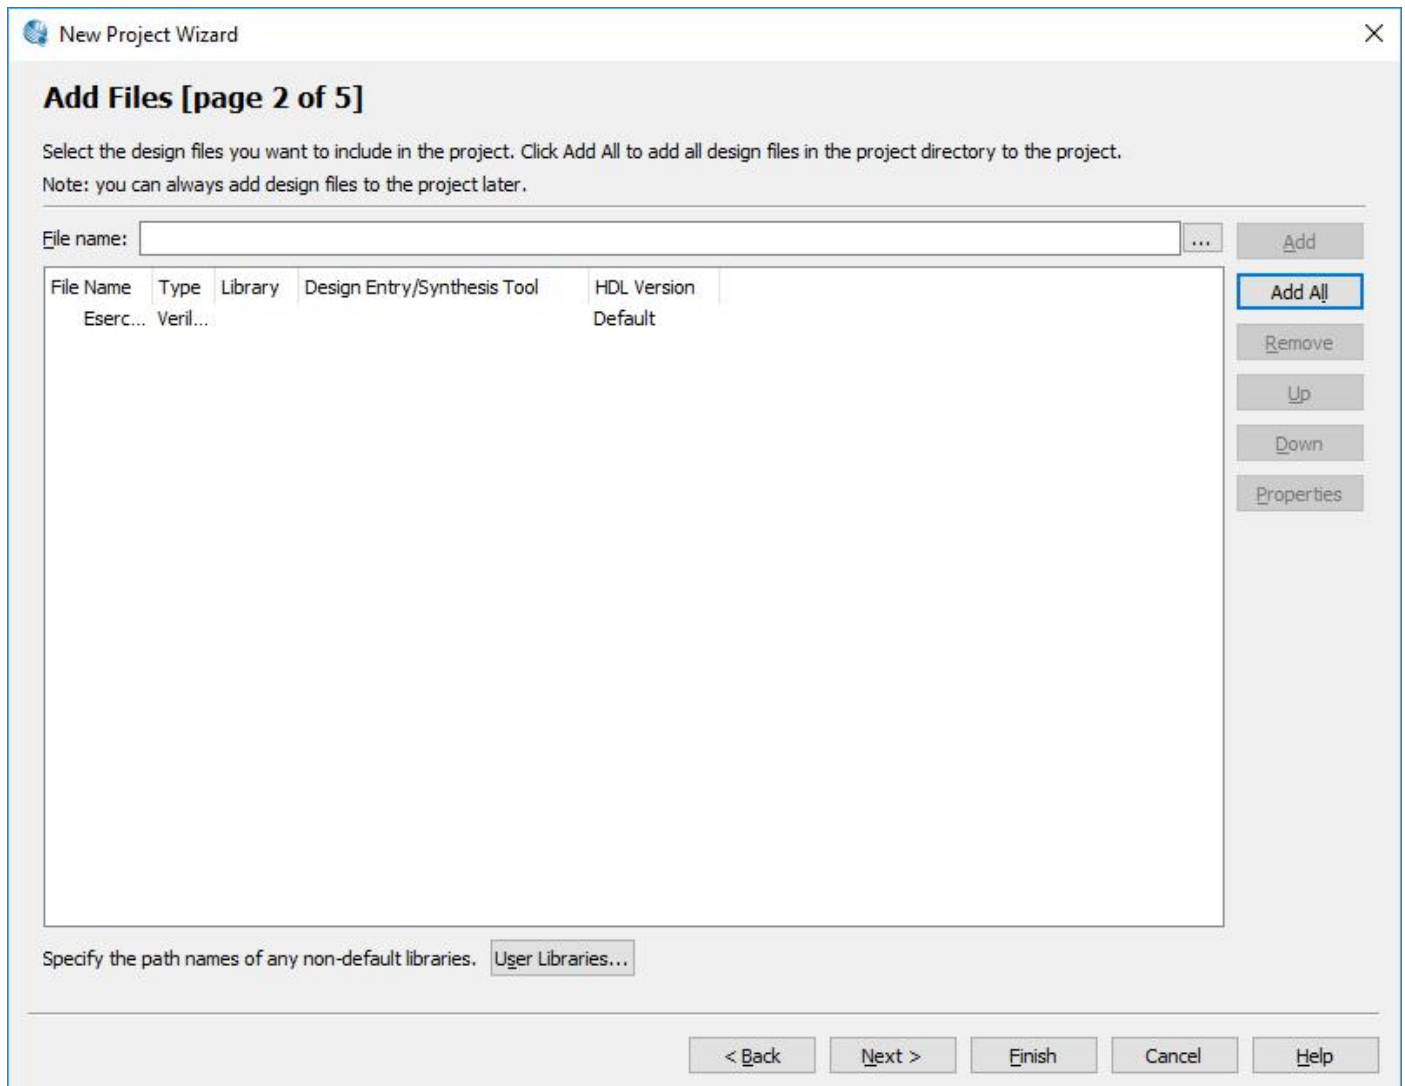 New Project Wizard
Add Files [page 2 of 5]
Select the design files you want to include in the project. Click Add All to add all design files in the project directory to the project.
Note: you can always add design files to the project later.
File name: ... Add
File Name Type Library Design Entry/Synthesis Tool HDL Version
Add All
Eserc... Veril... Default
Remove
Up
Down
Properties
Specify the path names of any non-default libraries. User Libraries...
< Back Next > Finish Cancel Help